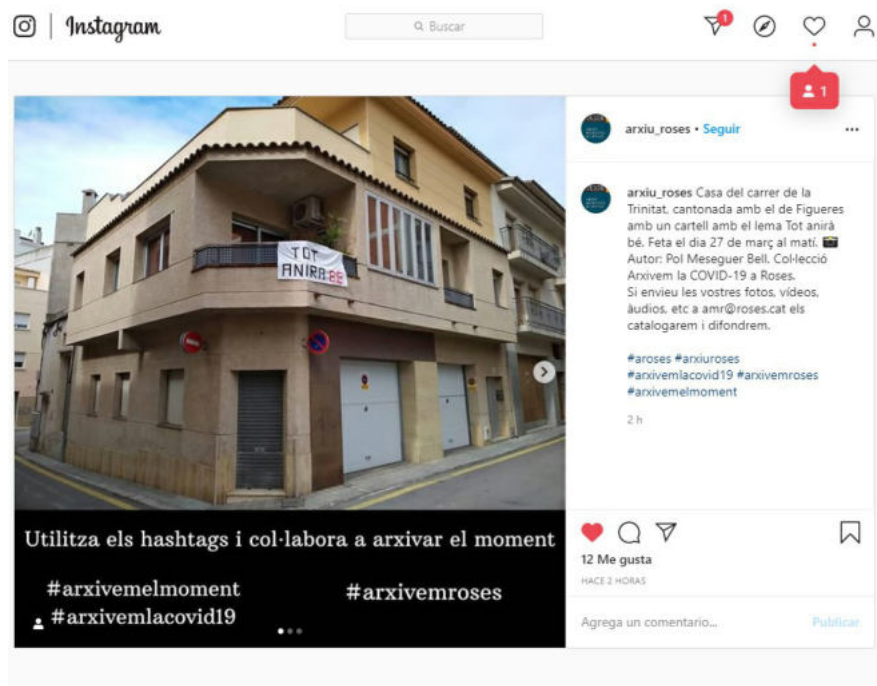 Instagram
Buscar
1
1
arxiu_roses • Seguir
arxiu_roses Casa del carrer de la
Trinitat, cantonada amb el de Figueres
amb un cartell amb el lema Tot anirà
bé. Feta el dia 27 de març al matí. 📷
Autor: Pol Meseguer Bell. Col·lecció
Arxivem la COVID-19 a Roses.
Si envieu les vostres fotos, vídeos,
àudios, etc a amr@roses.cat els
catalogarem i difondrem.
#aroses #arxiuroses
#arxivemlacovid19 #arxivemroses
#arxivemelmoment
2 h
TOT
ANIRA BE
Utilitza els hashtags i col·labora a arxivar el moment
#arxivemelmoment
#arxivemroses
#arxivemlacovid19
12 Me gusta
HACE 2 HORAS
Agrega un comentario...
Publicar